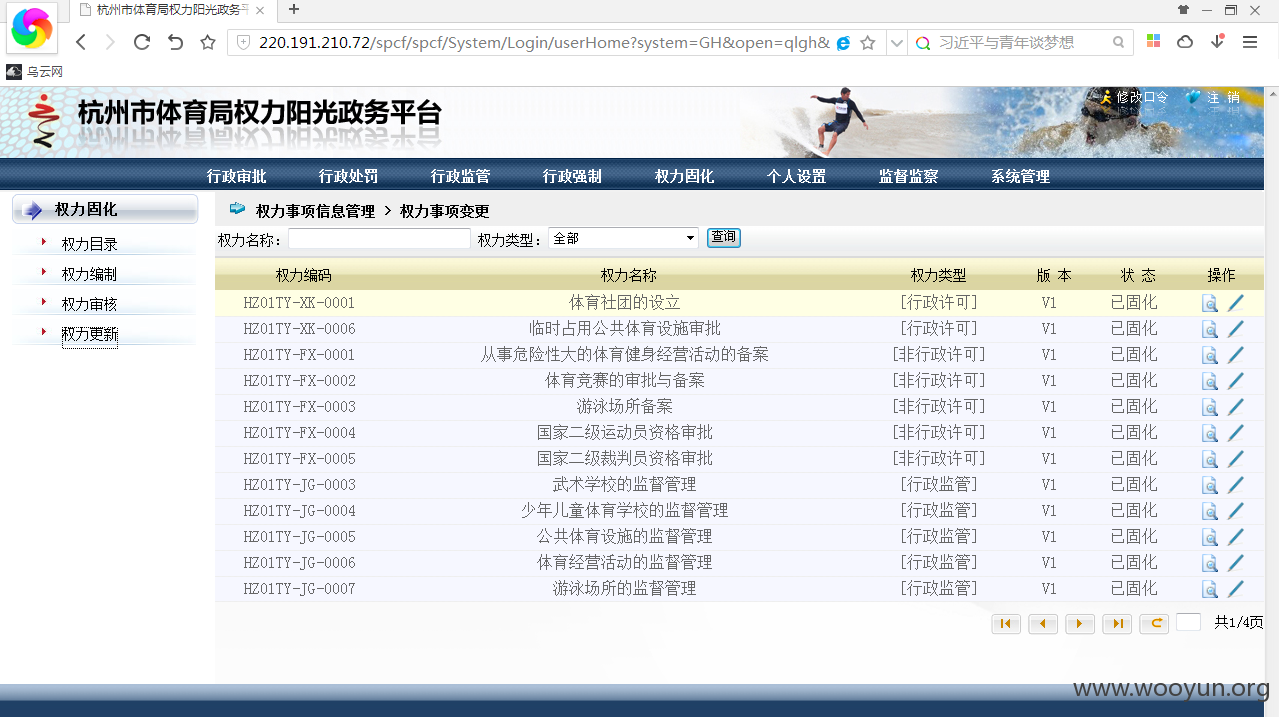 杭州市体育局权力阳光政务平
220.191.210.72/spcf/spcf/System/Login/userHome?system=GH&open=qlgh& 习近平与青年谈梦想
乌云网
杭州市体育局权力阳光政务平台 修改口令 注 销
行政审批 行政处罚 行政监管 行政强制 权力固化 个人设置 监督监察 系统管理
权力固化
权力目录
权力编制
权力审核
权力更新
权力事项信息管理 > 权力事项变更
权力名称： 权力类型： 全部 查询
权力编码 权力名称 权力类型 版 本 状 态 操作
HZ01TY-XK-0001 体育社团的设立 [行政许可] V1 已固化
HZ01TY-XK-0006 临时占用公共体育设施审批 [行政许可] V1 已固化
HZ01TY-FX-0001 从事危险性大的体育健身经营活动的备案 [非行政许可] V1 已固化
HZ01TY-FX-0002 体育竞赛的审批与备案 [非行政许可] V1 已固化
HZ01TY-FX-0003 游泳场所备案 [非行政许可] V1 已固化
HZ01TY-FX-0004 国家二级运动员资格审批 [非行政许可] V1 已固化
HZ01TY-FX-0005 国家二级裁判员资格审批 [非行政许可] V1 已固化
HZ01TY-JG-0003 武术学校的监督管理 [行政监管] V1 已固化
HZ01TY-JG-0004 少年儿童体育学校的监督管理 [行政监管] V1 已固化
HZ01TY-JG-0005 公共体育设施的监督管理 [行政监管] V1 已固化
HZ01TY-JG-0006 体育经营活动的监督管理 [行政监管] V1 已固化
HZ01TY-JG-0007 游泳场所的监督管理 [行政监管] V1 已固化
共1/4页
www.wooyun.org